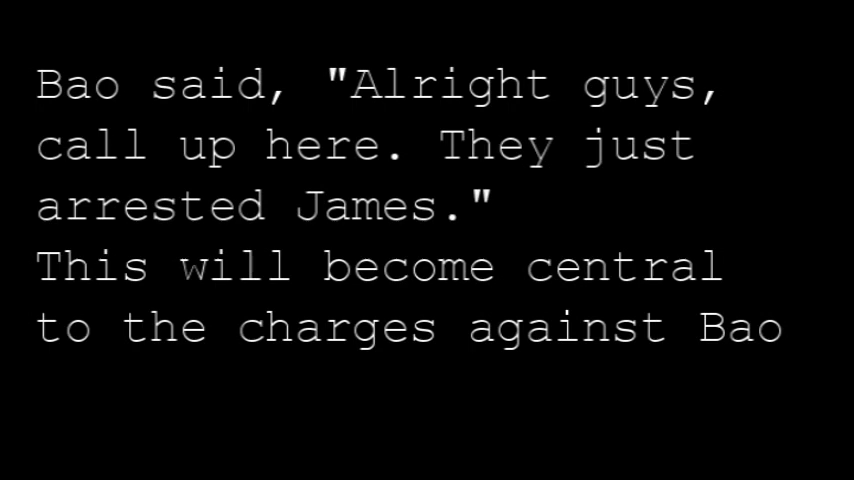 Bao said, "Alright guys,
call up here. They just
arrested James."
This will become central
to the charges against Bao